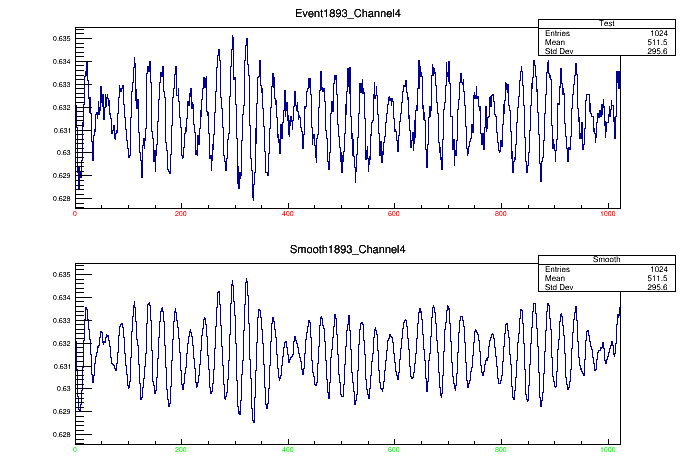 Event1893_Channel4
Test
Entries 1024
Mean 511.5
Std Dev 295.6
0.635
0.634
0.633
0.632
0.631
0.63
0.629
0.628
0 200 400 600 800 1000
Smooth1893_Channel4
Smooth
Entries 1024
Mean 511.5
Std Dev 295.6
0.635
0.634
0.633
0.632
0.631
0.63
0.629
0.628
0 200 400 600 800 1000